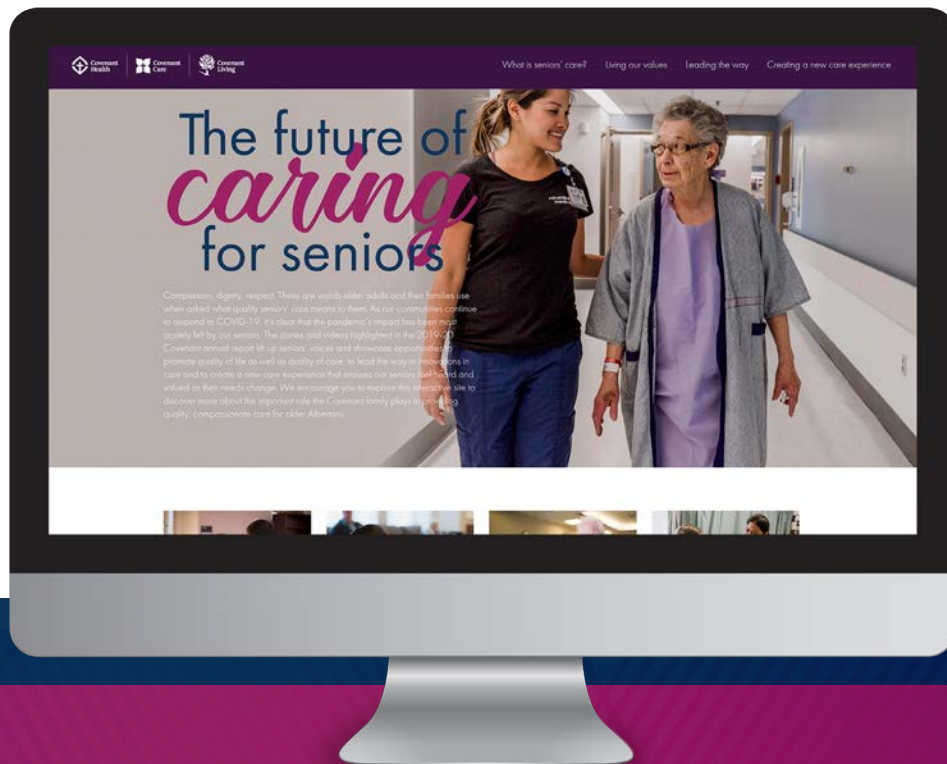 Covenant Health
Covenant Care
Covenant Living
What is seniors' care? Living our values Leading the way Creating a new care experience
The future of
caring
for seniors
Compassion, dignity, respect. These are words older adults and their families use
when asked what quality seniors' care means to them. As our communities continue
to respond to COVID-19, it's clear that the pandemic's impact has been most
acutely felt by our seniors. The stories and videos highlighted in the 2019-20
Covenant annual report lift up seniors' voices and showcase opportunities to
promote quality of life as well as quality of care, to lead the way in innovations in
care and to create a new care experience that ensures our seniors feel heard and
valued as their needs change. We encourage you to explore this interactive site to
discover more about the important role the Covenant family plays in providing
quality, compassionate care for older Albertans.